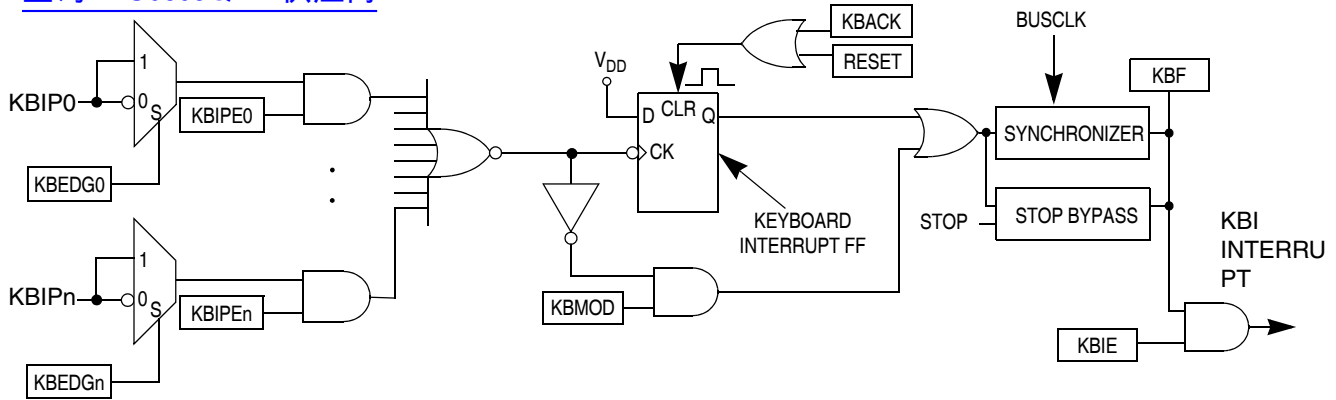 KBACK
RESET
BUSCLK
KBF
VDD
1
KBIP0
0
S
KBIPE0
KBEDG0
D CLR Q
CK
SYNCHRONIZER
KEYBOARD
INTERRUPT FF
STOP
STOP BYPASS
KBI
INTERRU
PT
1
KBIPn
0
S
KBIPEn
KBEDGn
KBMOD
KBIE